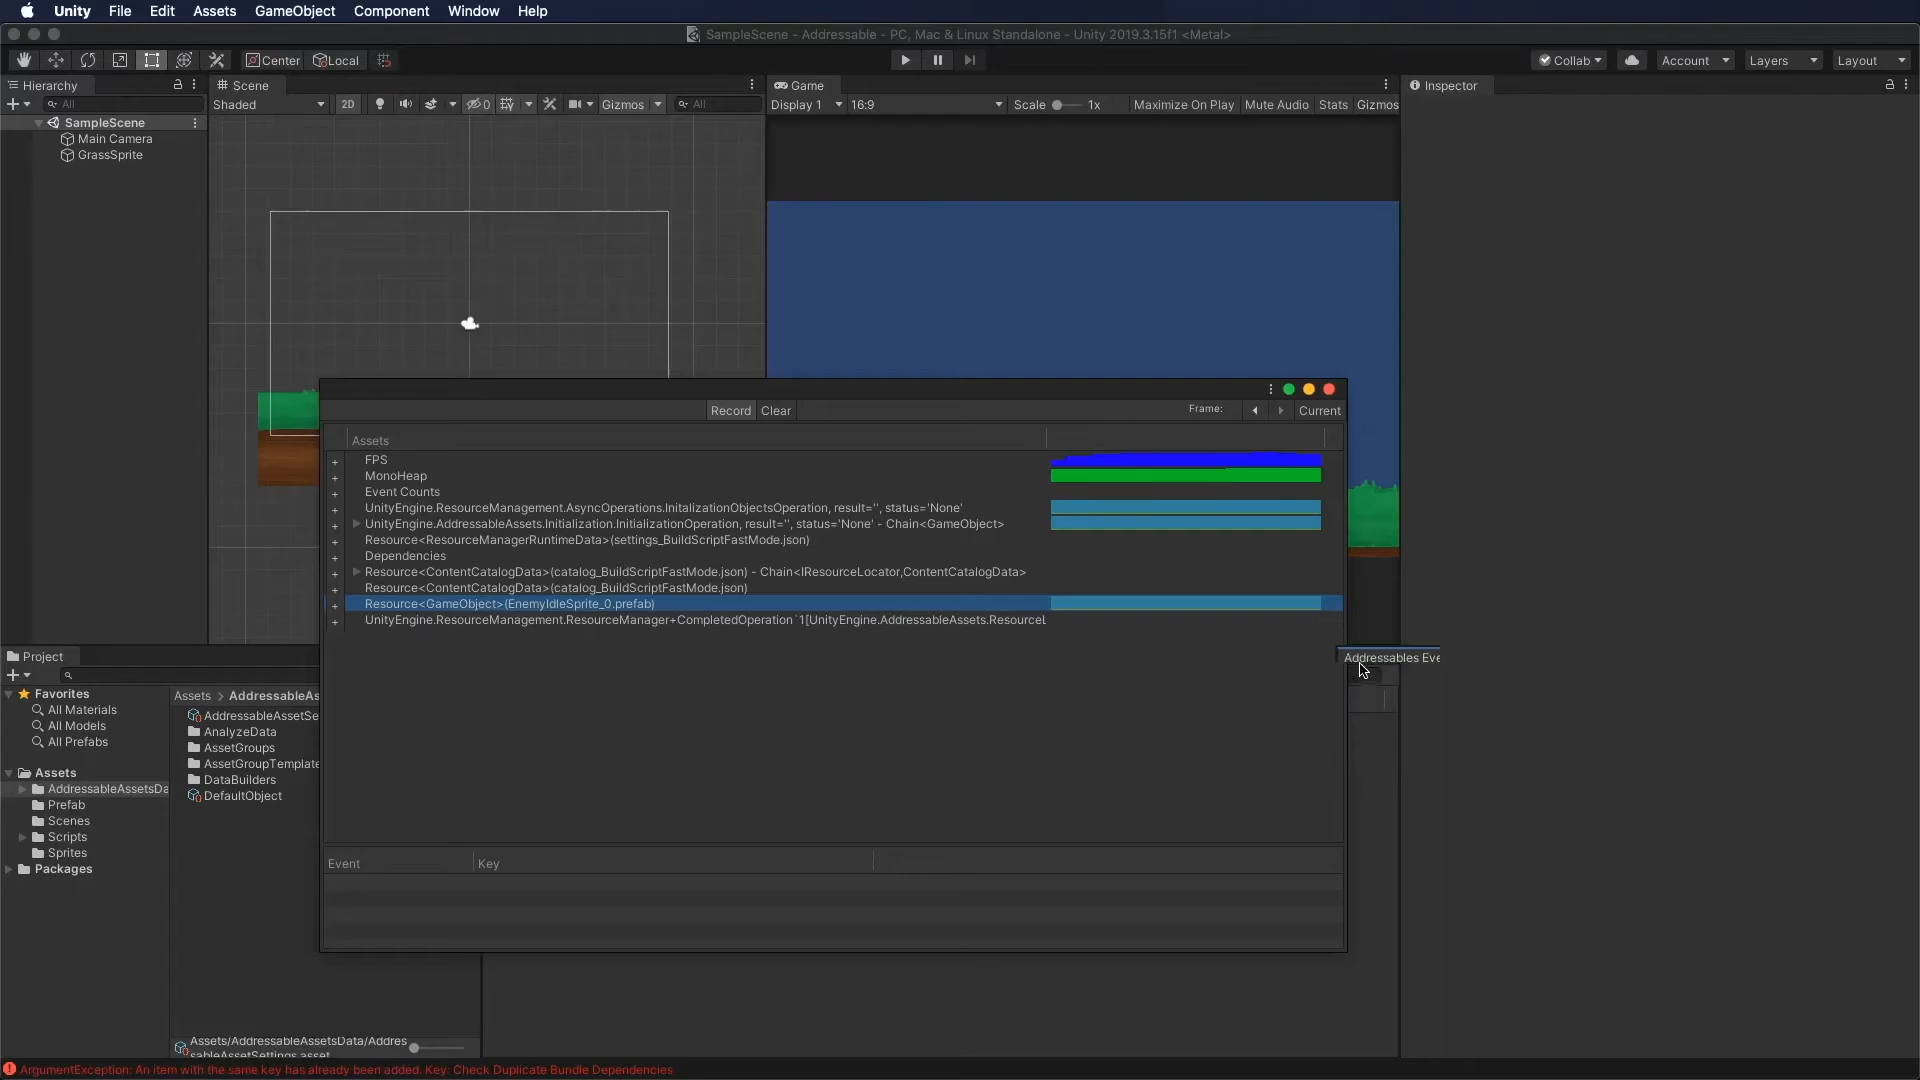 Unity File Edit Assets GameObject Component Window Help
SampleScene - Addressable - PC, Mac & Linux Standalone - Unity 2019.3.15f1 <Metal>
Center Local Collab Account Layers Layout
Hierarchy
All
SampleScene
Main Camera
GrassSprite
Scene
Shaded 2D 0 Gizmos All
Game
Display 1 16:9 Scale 1x Maximize On Play Mute Audio Stats Gizmos
Inspector
Record Clear Frame: Current
Assets
FPS
MonoHeap
Event Counts
UnityEngine.ResourceManagement.AsyncOperations.InitalizationObjectsOperation, result='', status='None'
UnityEngine.AddressableAssets.Initialization.InitializationOperation, result='', status='None' - Chain<GameObject>
Resource<ResourceManagerRuntimeData>(settings_BuildScriptFastMode.json)
Dependencies
Resource<ContentCatalogData>(catalog_BuildScriptFastMode.json) - Chain<IResourceLocator,ContentCatalogData>
Resource<ContentCatalogData>(catalog_BuildScriptFastMode.json)
Resource<GameObject>(EnemyIdleSprite_0.prefab)
UnityEngine.ResourceManagement.ResourceManager+CompletedOperation`1[UnityEngine.AddressableAssets.ResourceL
Event Key
Addressables Eve
Project
Favorites
All Materials
All Models
All Prefabs
Assets
AddressableAssetsDa
Prefab
Scenes
Scripts
Sprites
Packages
Assets > AddressableAs
AddressableAssetSe
AnalyzeData
AssetGroups
AssetGroupTemplate
DataBuilders
DefaultObject
Assets/AddressableAssetsData/Addres
sableAssetSettings.asset
ArgumentException: An item with the same key has already been added. Key: Check Duplicate Bundle Dependencies